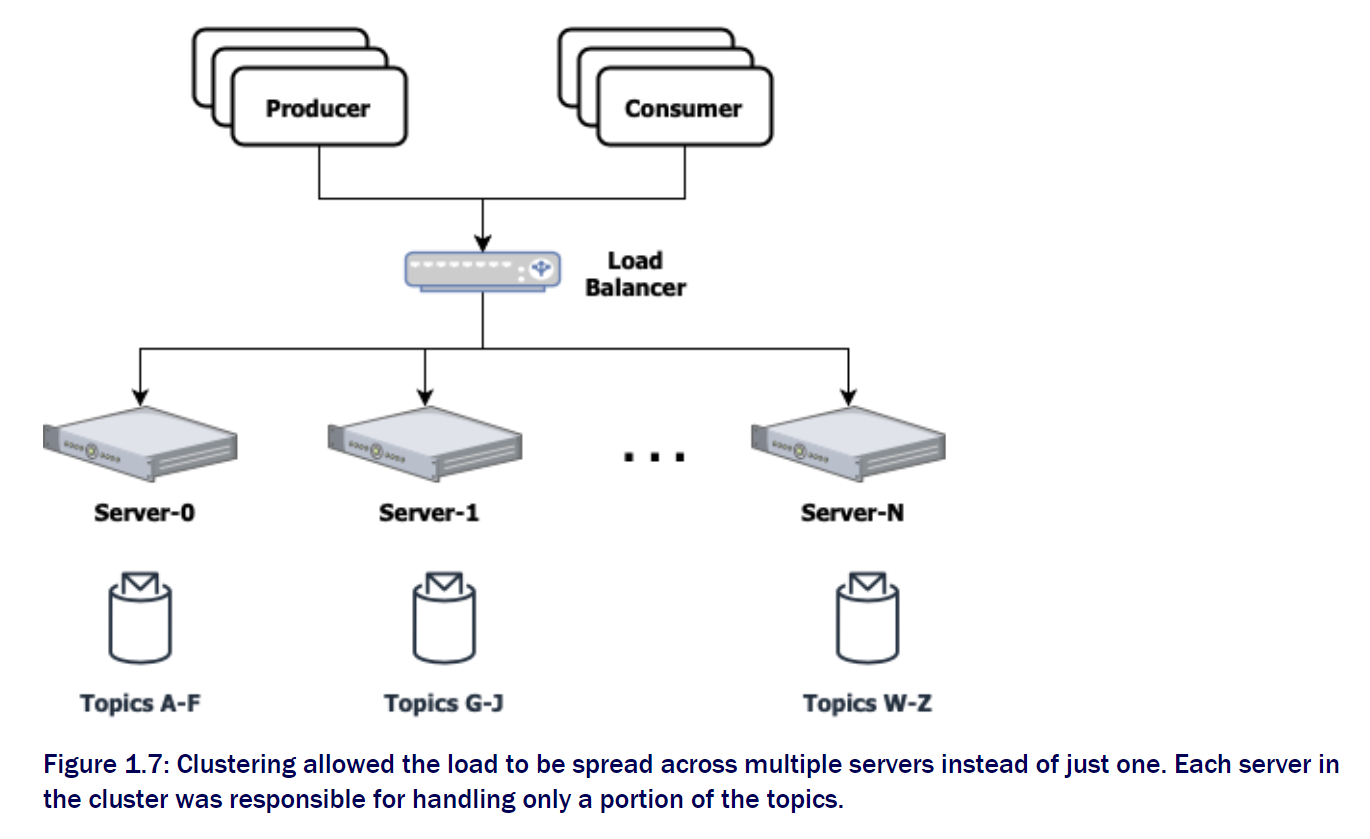 Producer
Consumer
Load
Balancer
...
Server-0
Server-1
Server-N
Topics A-F
Topics G-J
Topics W-Z
Figure 1.7: Clustering allowed the load to be spread across multiple servers instead of just one. Each server in
the cluster was responsible for handling only a portion of the topics.